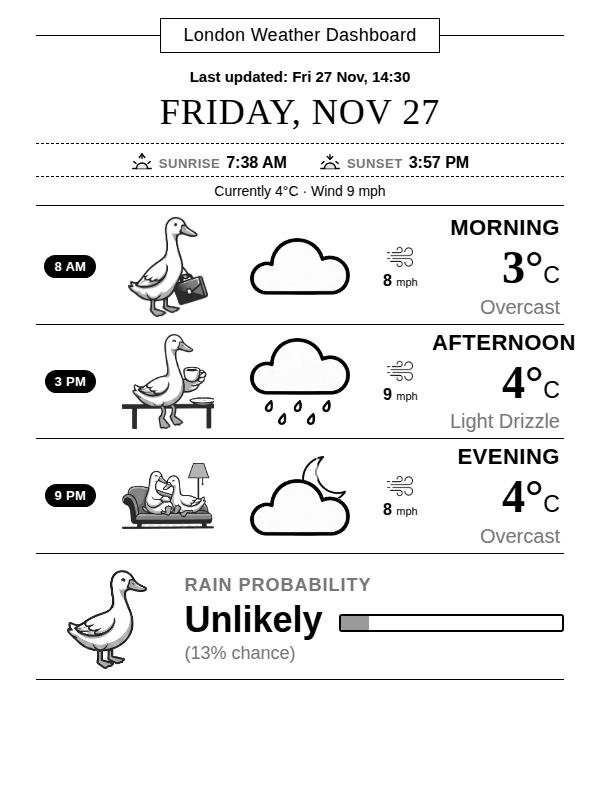 London Weather Dashboard
Last updated: Fri 27 Nov, 14:30
FRIDAY, NOV 27
SUNRISE 7:38 AM SUNSET 3:57 PM
Currently 4°C · Wind 9 mph
MORNING
8 AM
8 mph
3°C
Overcast
AFTERNOON
3 PM
9 mph
4°C
Light Drizzle
EVENING
9 PM
8 mph
4°C
Overcast
RAIN PROBABILITY
Unlikely
(13% chance)